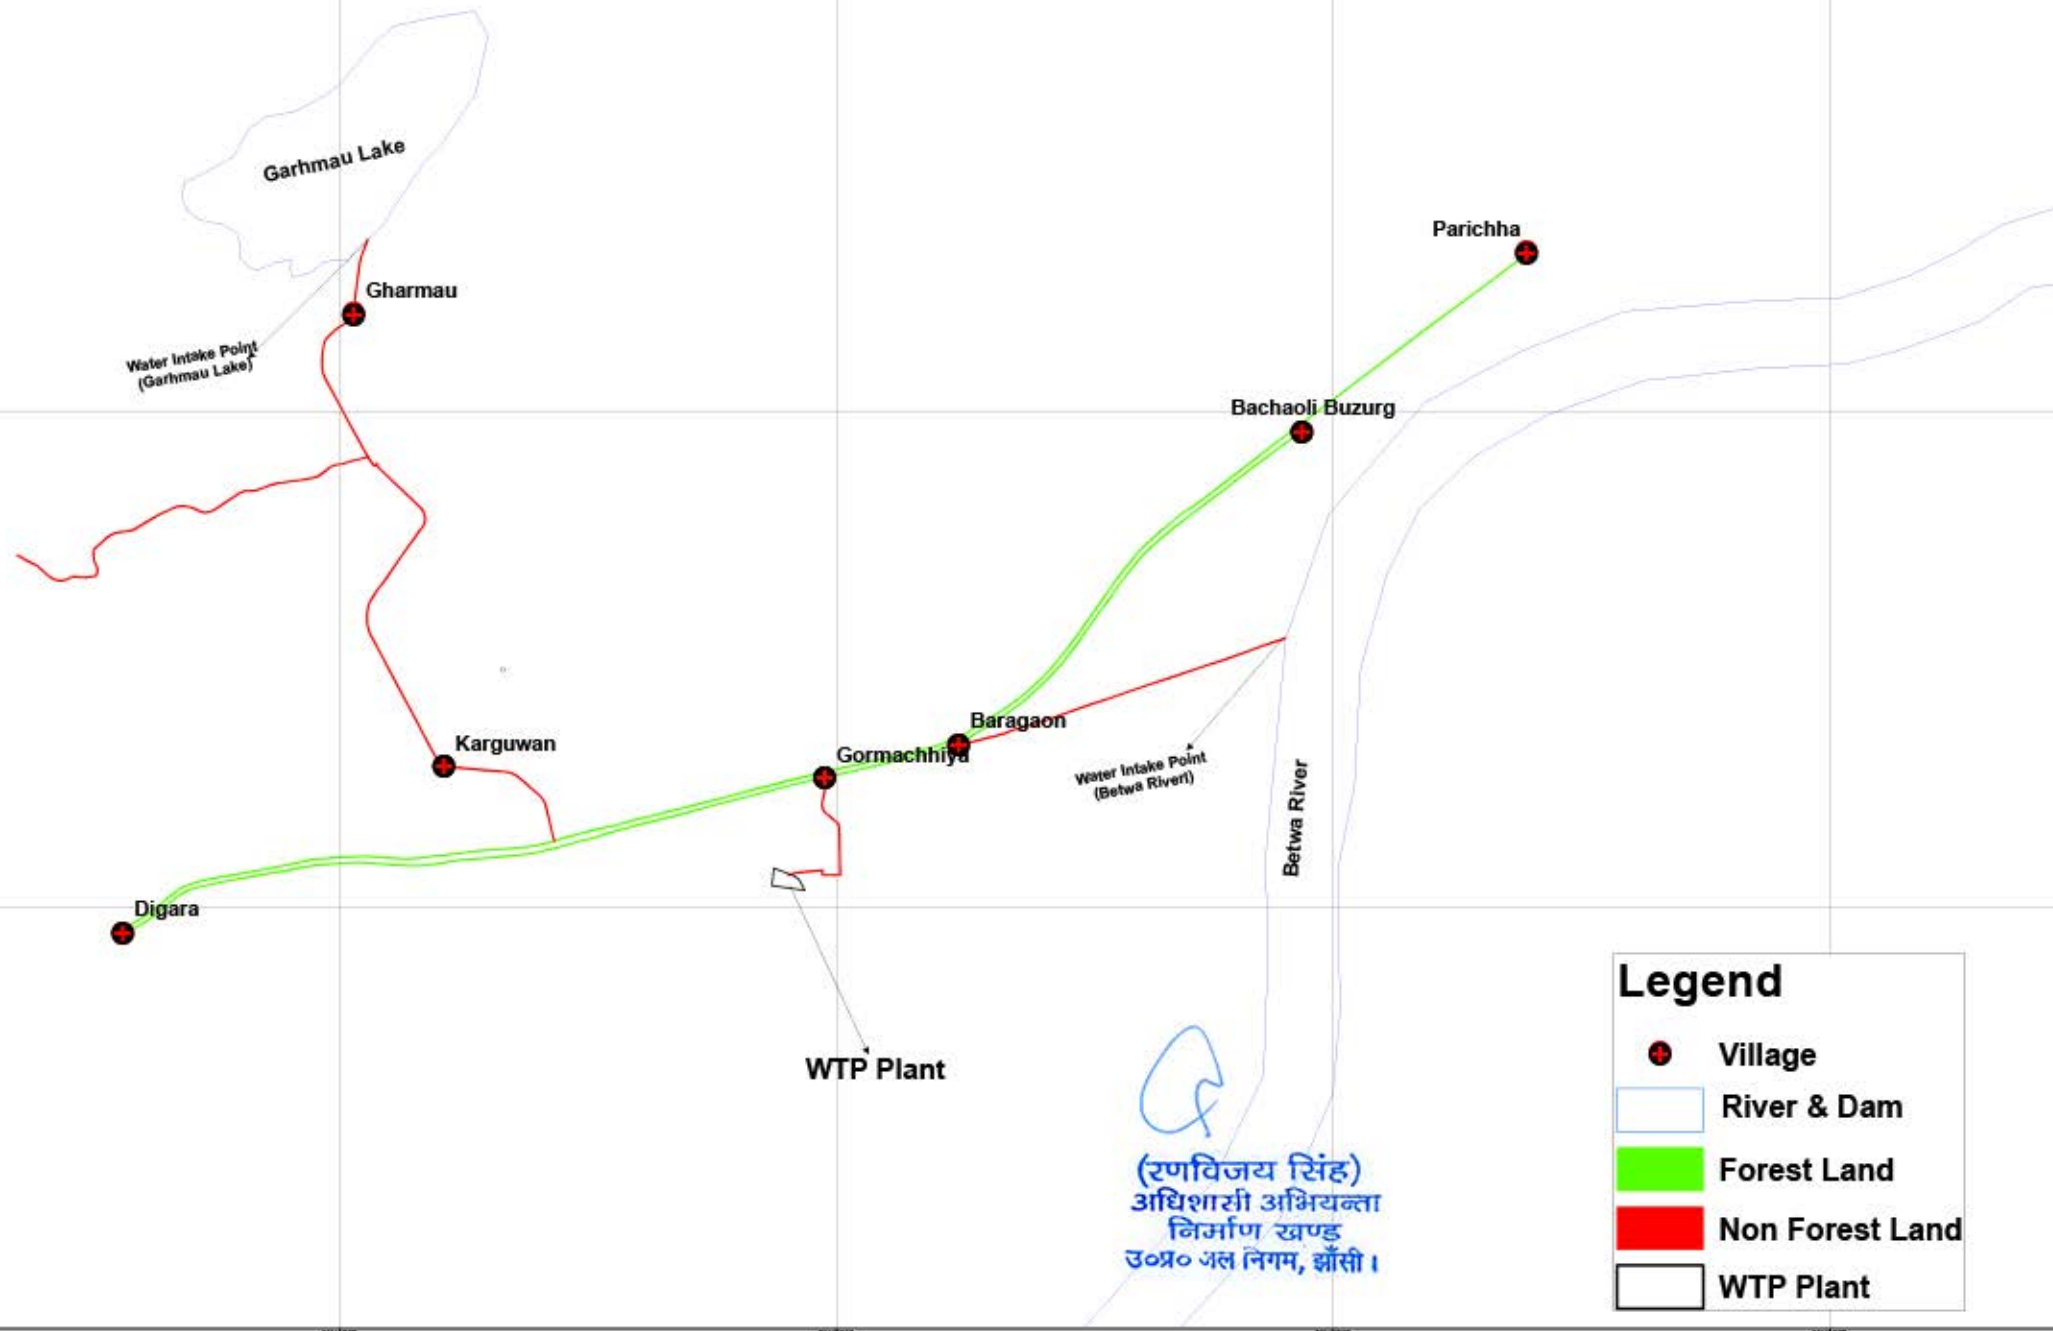 Garhmau Lake
Parichha
Gharmau
Water Intake Point
(Garhmau Lake)
Bachaoli Buzurg
Baragaon
Karguwan
Gormachhiya
Water Intake Point
(Betwa Riveri)
Betwa River
Digara
WTP Plant
(रणविजय सिंह)
अधिशासी अभियन्ता
निर्माण खण्ड
उ०प्र० जल निगम, झाँसी।
Legend
Village
River & Dam
Forest Land
Non Forest Land
WTP Plant